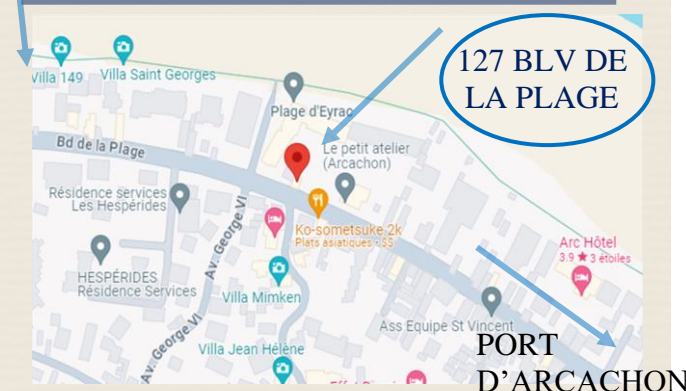 127 BLV DE
LA PLAGE
Villa 149
Villa Saint Georges
Plage d'Eyrac
Bd de la Plage
Le petit atelier
(Arcachon)
Résidence services
Les Hespérides
Ko-sometsuke 2k
Plats asiatiques • $$
Av. George VI
Arc Hôtel
3.9 ★ 3 étoiles
HESPÉRIDES
Résidence Services
Villa Mimken
Ass Equipe St Vincent
Av. George VI
Villa Jean Hélène
PORT
D'ARCACHON